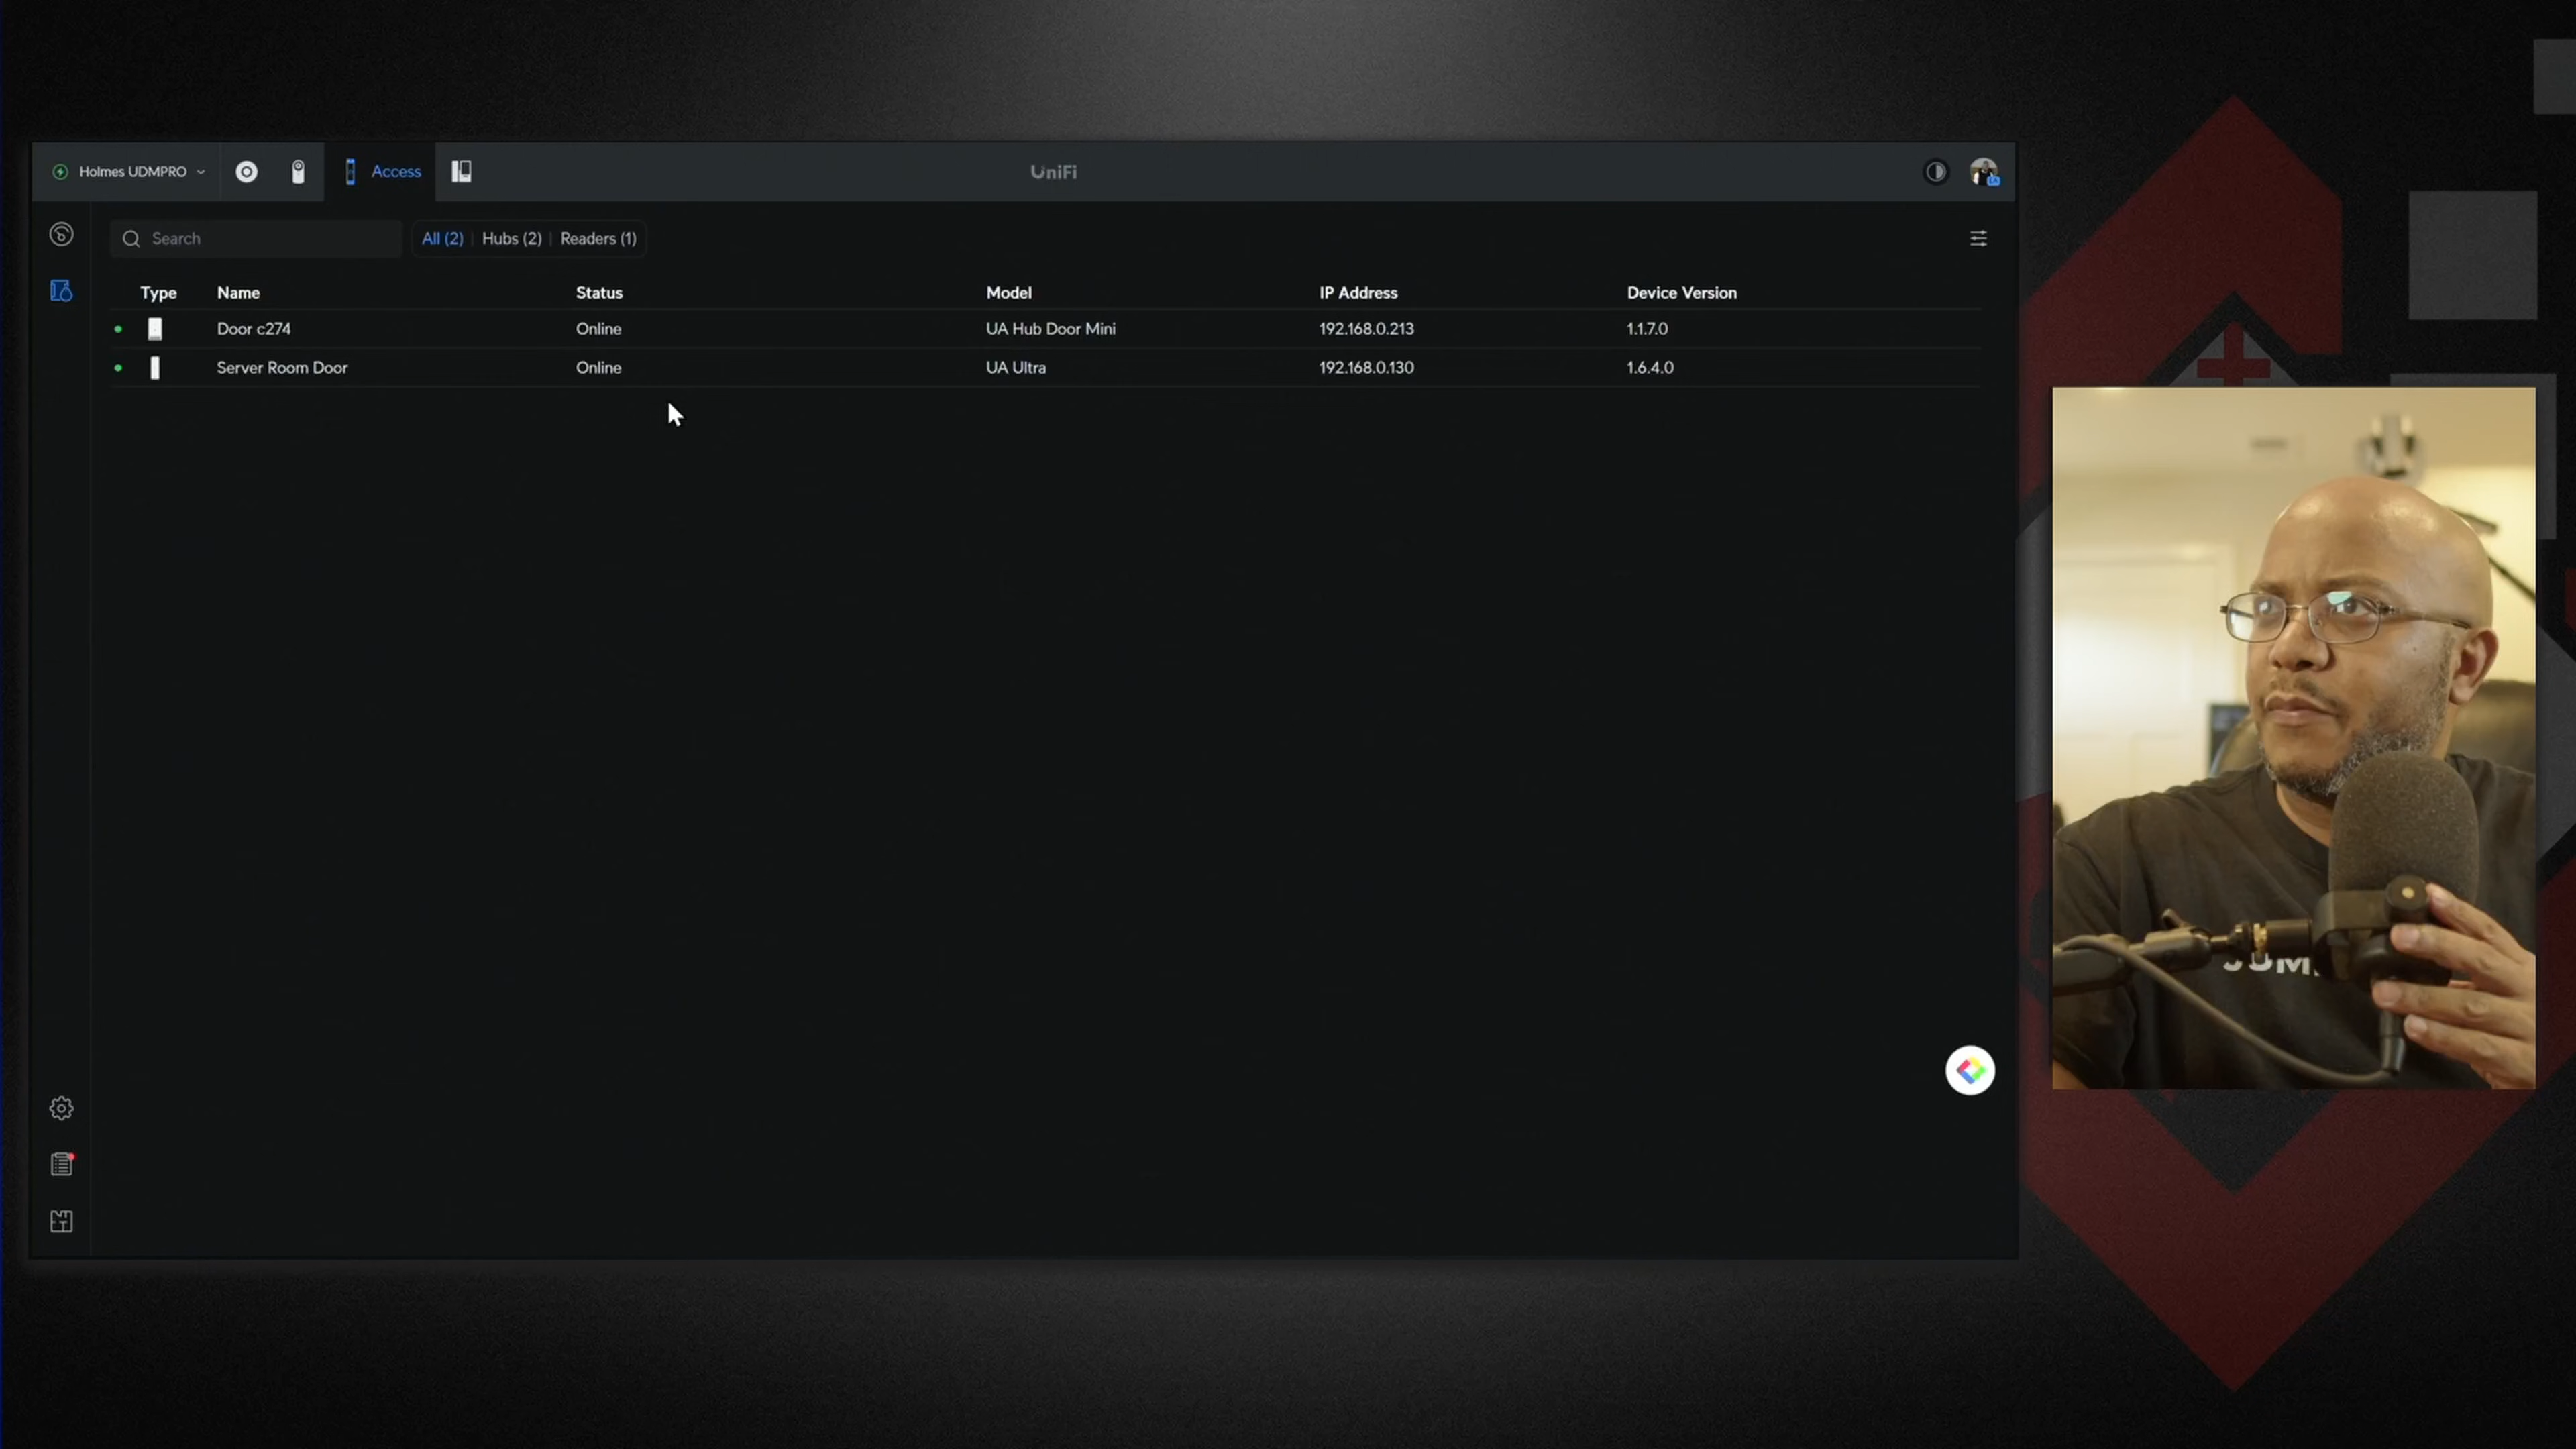 Holmes UDMPRO
Access
UniFi
Search
All (2) | Hubs (2) | Readers (1)
Type Name Status Model IP Address Device Version
Door c274 Online UA Hub Door Mini 192.168.0.213 1.1.7.0
Server Room Door Online UA Ultra 192.168.0.130 1.6.4.0